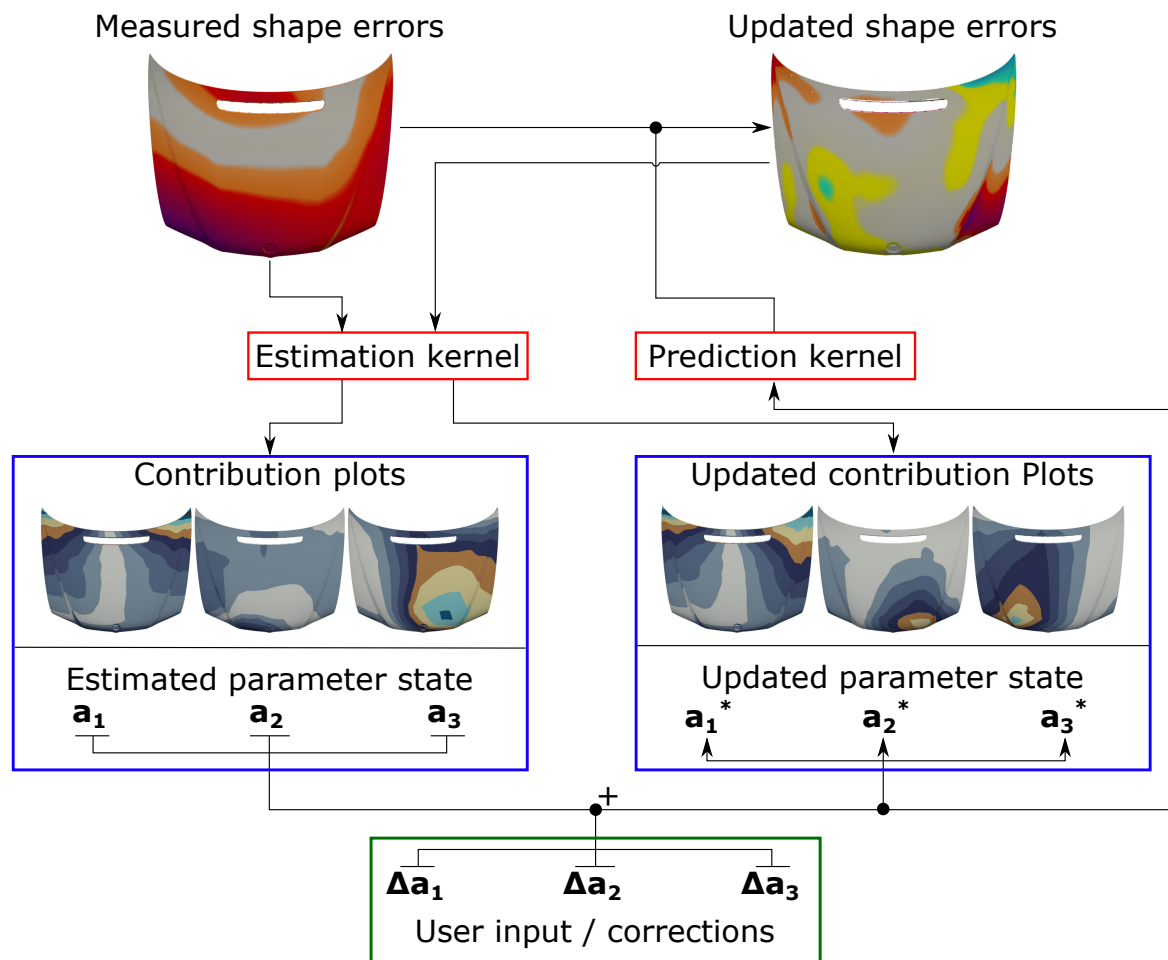 Measured shape errors
Updated shape errors
Estimation kernel
Prediction kernel
Contribution plots
Updated contribution Plots
Estimated parameter state
a₁ a₂ a₃
Updated parameter state
a₁* a₂* a₃*
+
Δa₁ Δa₂ Δa₃
User input / corrections